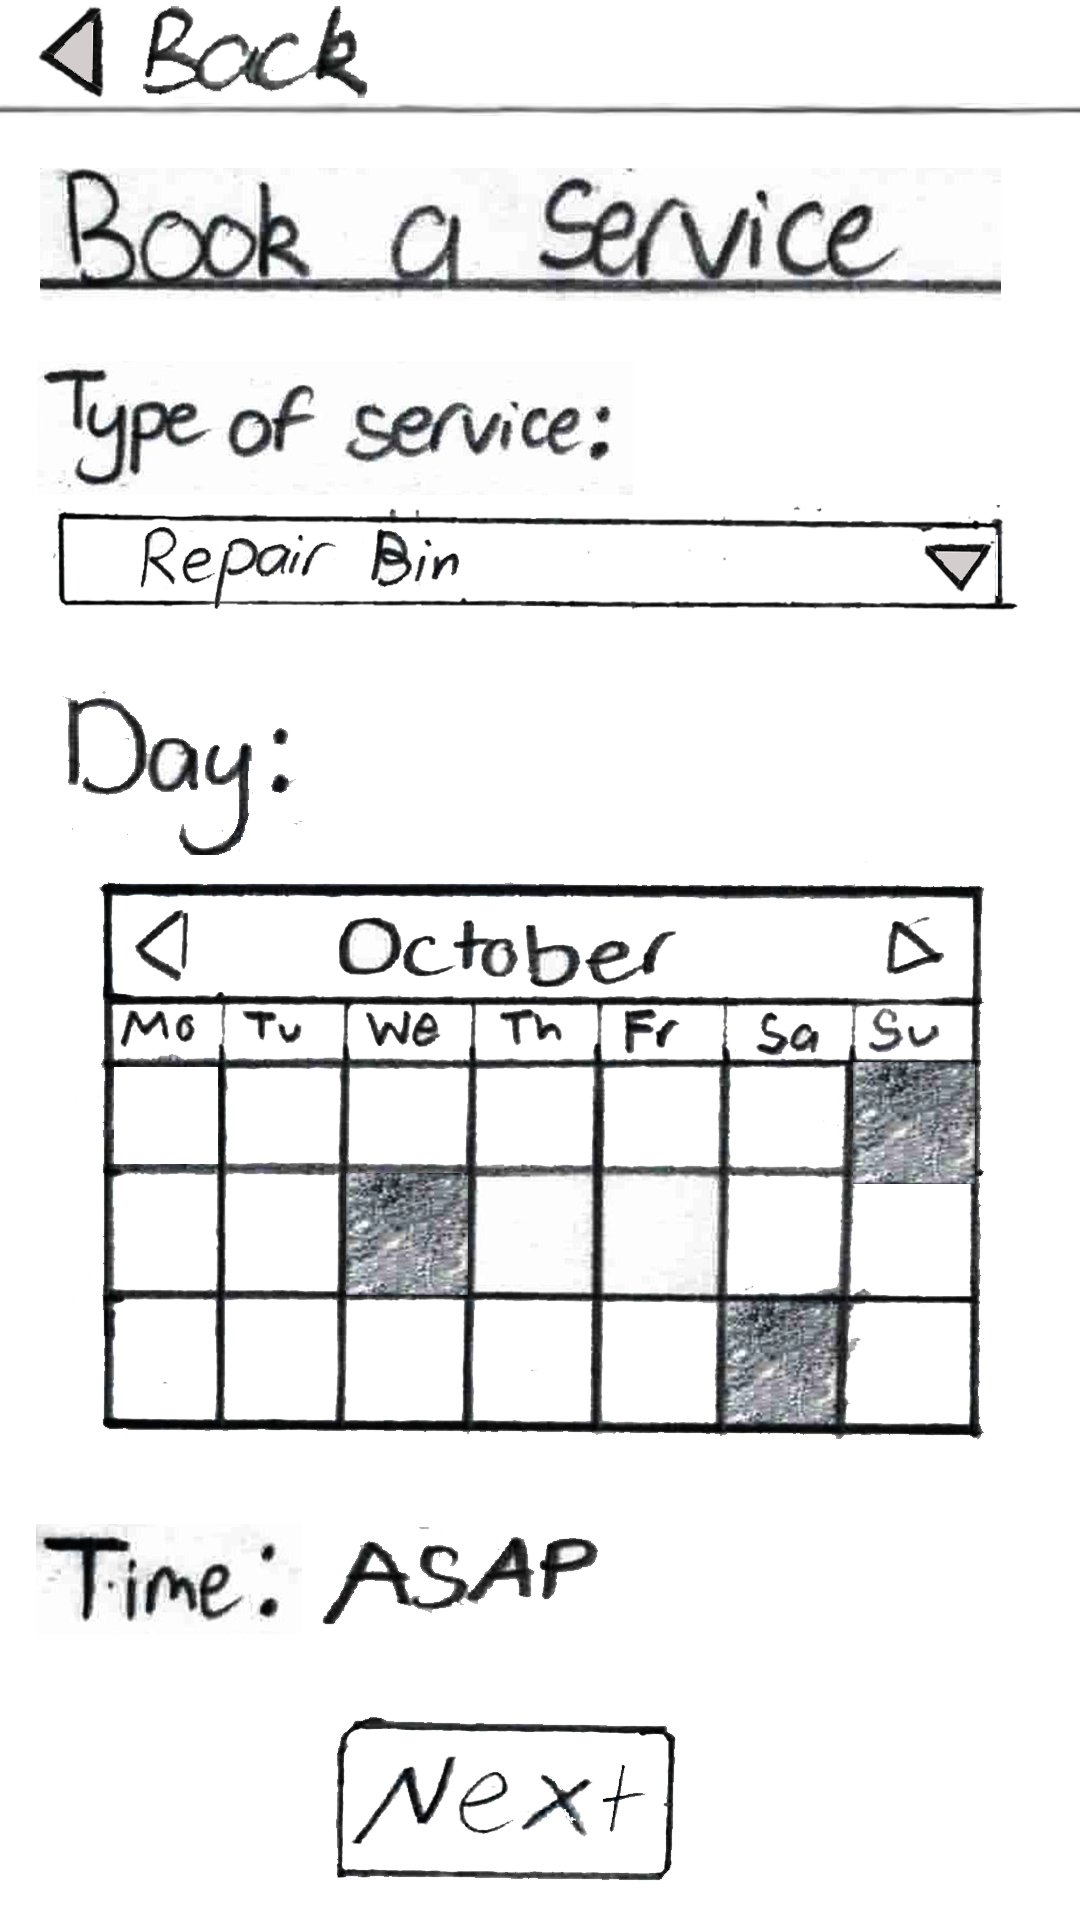 Back
Book a Service
Type of service:
Repair Bin
Day:
October
Mo Tu We Th Fr Sa Su
Time: ASAP
Next